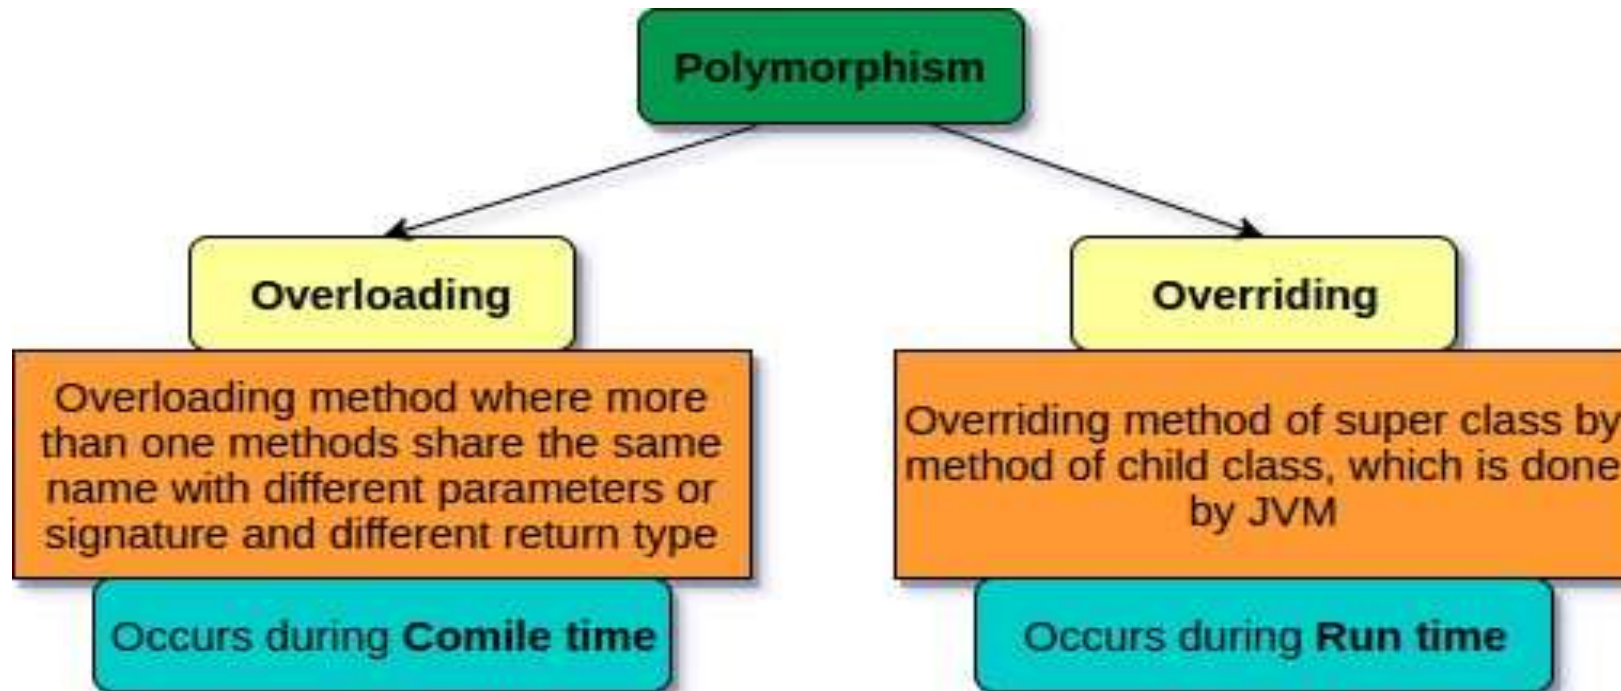 Polymorphism
Overloading
Overloading method where more
than one methods share the same
name with different parameters or
signature and different return type
Occurs during Comile time
Overriding
Overriding method of super class by
method of child class, which is done
by JVM
Occurs during Run time